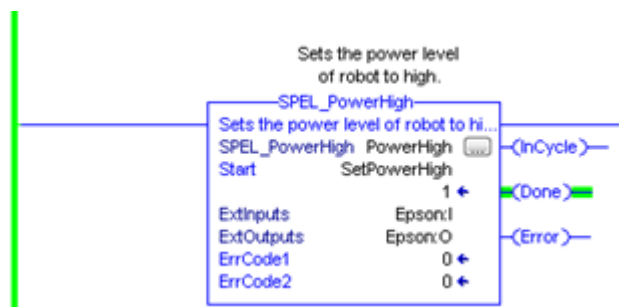 Sets the power level
of robot to high.
SPEL_PowerHigh
Sets the power level of robot to hi...
SPEL_PowerHigh PowerHigh ... (InCycle)
Start SetPowerHigh
1 (Done)
ExtInputs Epson:I
ExtOutputs Epson:O (Error)
ErrCode1 0
ErrCode2 0